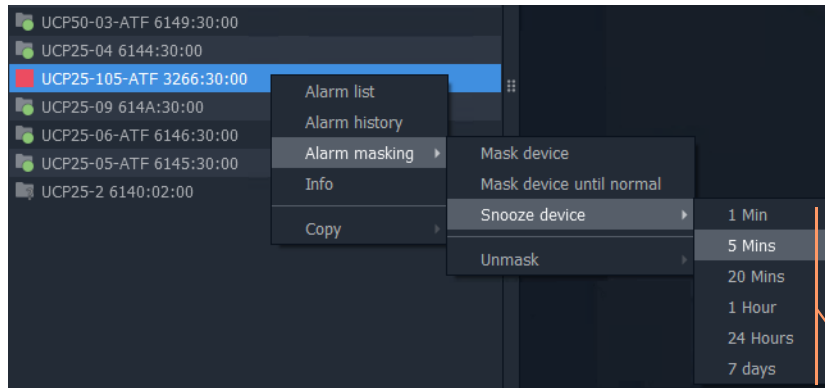 UCP50-03-ATF 6149:30:00
UCP25-04 6144:30:00
UCP25-105-ATF 3266:30:00
UCP25-09 614A:30:00
UCP25-06-ATF 6146:30:00
UCP25-05-ATF 6145:30:00
UCP25-2 6140:02:00
Alarm list
Alarm history
Alarm masking
Info
Copy
Mask device
Mask device until normal
Snooze device
Unmask
1 Min
5 Mins
20 Mins
1 Hour
24 Hours
7 days